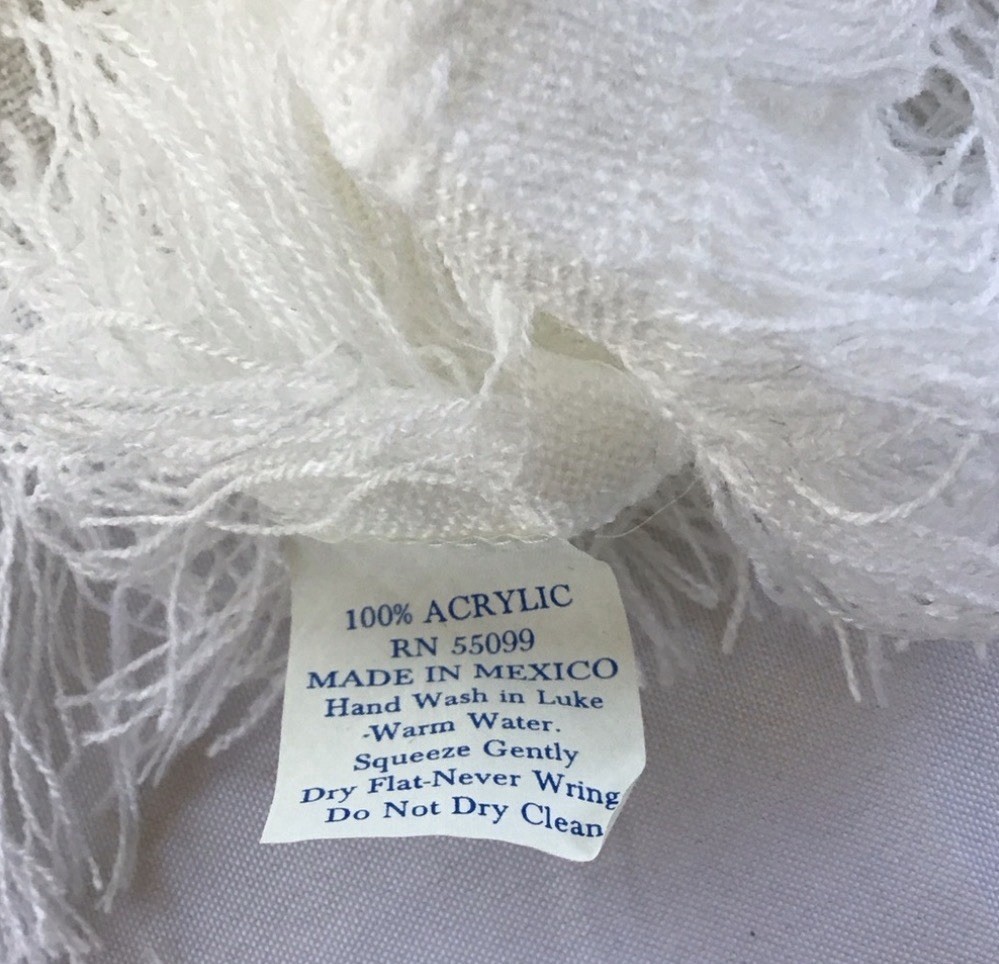 100% ACRYLIC
RN 55099
MADE IN MEXICO
Hand Wash in Luke
-Warm Water.
Squeeze Gently
Dry Flat-Never Wring
Do Not Dry Clean